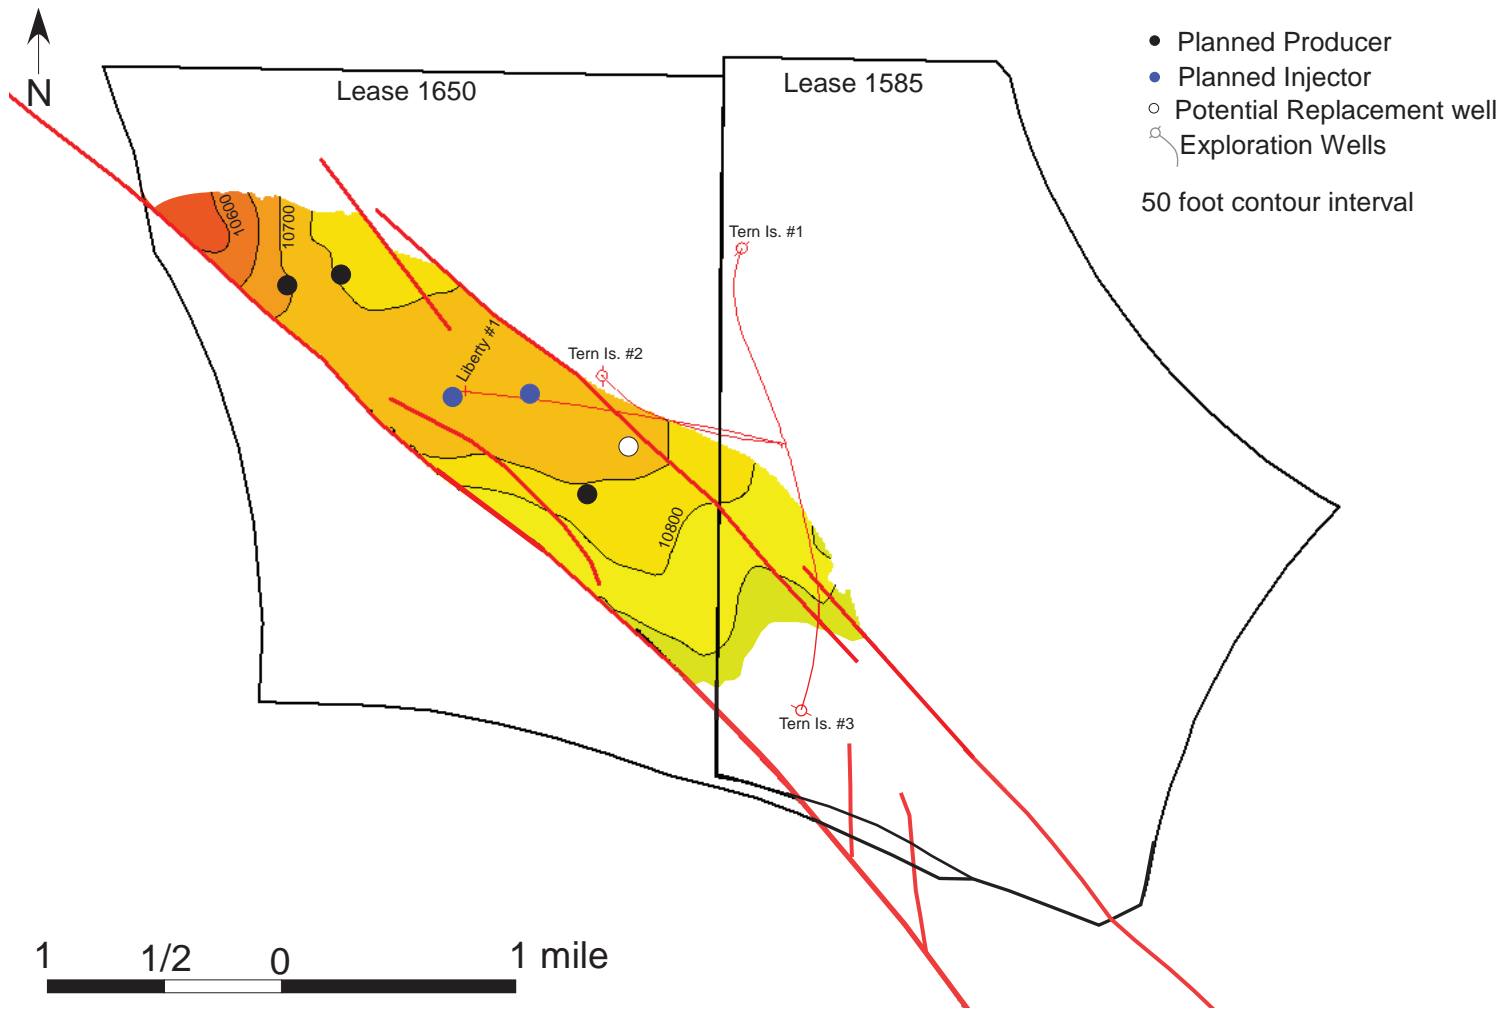 N
Lease 1650
Lease 1585
Planned Producer
Planned Injector
Potential Replacement well
Exploration Wells
50 foot contour interval
10600
10700
Tern Is. #1
Liberty #1
Tern Is. #2
10800
Tern Is. #3
1 1/2 0 1 mile